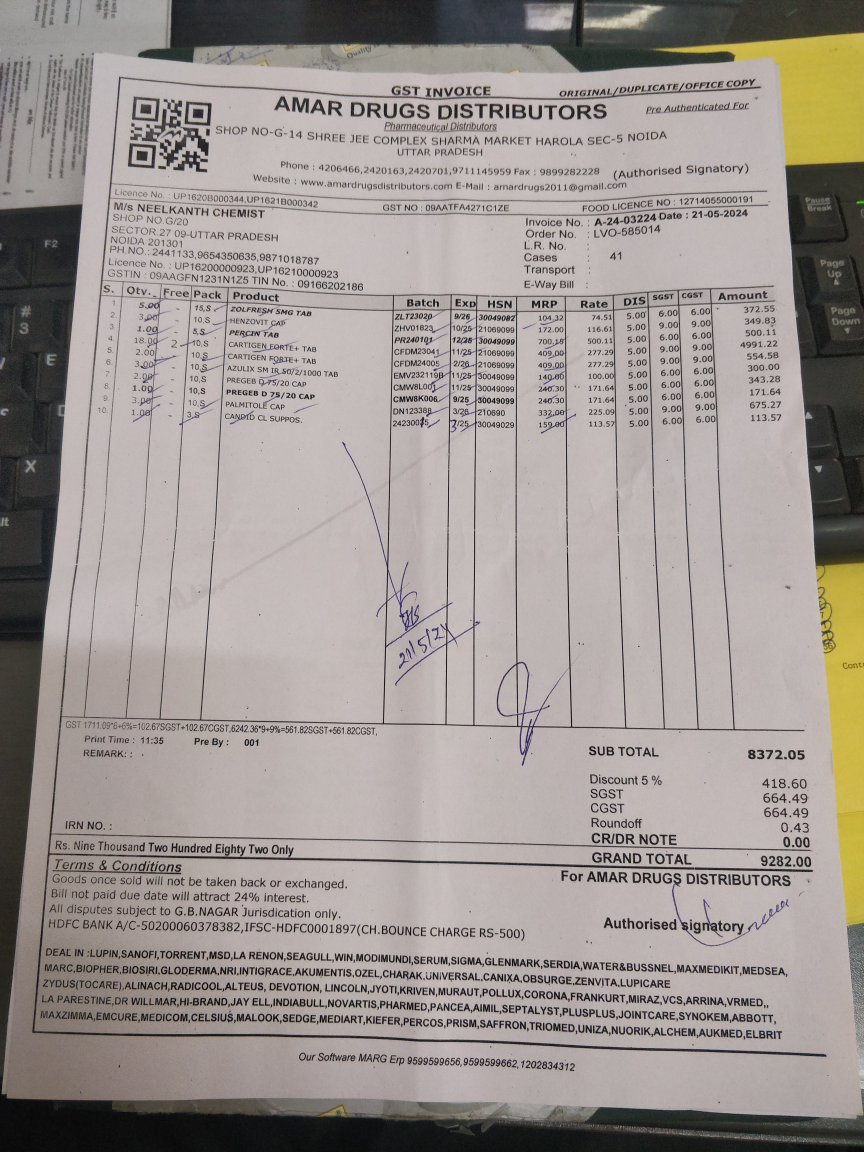 GST INVOICE
ORIGINAL/DUPLICATE/OFFICE COPY
AMAR DRUGS DISTRIBUTORS
Pre Authenticated For
Pharmaceutical Distributors
SHOP NO-G-14 SHREE JEE COMPLEX SHARMA MARKET HAROLA SEC-5 NOIDA
UTTAR PRADESH
Phone : 4206466,2420163,2420701,9711145959 Fax : 9899282228 (Authorised Signatory)
Website : www.amardrugsdistributors.com E-Mail : amardrugs2011@gmail.com
Licence No. : UP1620B000344,UP1621B000342 GST NO : 09AATFA4271C1ZE FOOD LICENCE NO : 12714055000191
M/s NEELKANTH CHEMIST
SHOP NO.G/20
SECTOR.27 09-UTTAR PRADESH
NOIDA 201301
PH.NO.:2441133,9654350635,9871018787
Licence No.: UP16200000923,UP16210000923
GSTIN : 09AAGFN1231N1Z5 TIN No. : 09166202186
Invoice No. : A-24-03224 Date : 21-05-2024
Order No. : LVO-585014
L.R. No. :
Cases : 41
Transport :
E-Way Bill :
S. Qty. Free Pack Product Batch Exp HSN MRP Rate DIS SGST CGST Amount
1. 5.00 - 15,S ZOLFRESH 5MG TAB ZLT23020 9/26 30049082 104.32 74.51 5.00 6.00 6.00 372.55
2. 3.00 - 10,S HENZOVIT CAP ZHV01823 10/25 21069099 172.00 116.61 5.00 9.00 9.00 349.83
3. 1.00 - 5,S PERCIN TAB PR240101 12/25 30049099 700.15 500.11 5.00 6.00 6.00 500.11
4. 18.00 2 10,S CARTIGEN FORTE+ TAB CFDM23041 11/25 21069099 409.00 277.29 5.00 9.00 9.00 4991.22
5. 2.00 - 10,S CARTIGEN FORTE+ TAB CFDM24005 2/26 21069099 409.00 277.29 5.00 9.00 9.00 554.58
6. 3.00 - 10,S AZULIX SM IR 50/2/1000 TAB EMV232119B 11/25 30049099 140.00 100.00 5.00 6.00 6.00 300.00
7. 2.00 - 10,S PREGEB D 75/20 CAP CMW8L001 11/25 30049099 240.30 171.64 5.00 6.00 6.00 343.28
8. 1.00 - 10,S PREGEB D 75/20 CAP CMW8K006 9/25 30049099 240.30 171.64 5.00 6.00 6.00 171.64
9. 3.00 - 10,S PALMITOLE CAP DN12338B 3/26 210690 332.00 225.09 5.00 9.00 9.00 675.27
10. 1.00 - 3,S CANDID CL SUPPOS. 3/25 30049029 159.00 113.57 5.00 6.00 6.00 113.57
21/5/24
GST 1711.09*6+6%=102.67SGST+102.67CGST,6242.36*9+9%=561.82SGST+561.82CGST,
Print Time : 11:35 Pre By : 001
REMARK: :
SUB TOTAL 8372.05
Discount 5 % 418.60
SGST 664.49
CGST 664.49
Roundoff 0.43
IRN NO. :
CR/DR NOTE 0.00
Rs. Nine Thousand Two Hundred Eighty Two Only
GRAND TOTAL 9282.00
Terms & Conditions
For AMAR DRUGS DISTRIBUTORS
Goods once sold will not be taken back or exchanged.
Bill not paid due date will attract 24% interest.
All disputes subject to G.B.NAGAR Jurisdication only.
HDFC BANK A/C-50200060378382,IFSC-HDFC0001897(CH.BOUNCE CHARGE RS-500)
Authorised signatory
DEAL IN :LUPIN,SANOFI,TORRENT,MSD,LA RENON,SEAGULL,WIN,MODIMUNDI,SERUM,SIGMA,GLENMARK,SERDIA,WATER&BUSSNEL,MAXMEDIKIT,MEDSEA,
MARC,BIOPHER,BIOSIRI,GLODERMA,NRI,INTIGRACE,AKUMENTIS,OZEL,CHARAK,UNIVERSAL,CANIXA,OBSURGE,ZENVITA,LUPICARE
ZYDUS(TOCARE),ALINACH,RADICOOL,ALTEUS, DEVOTION, LINCOLN,JYOTI,KRIVEN,MURAUT,POLLUX,CORONA,FRANKURT,MIRAZ,VCS,ARRINA,VRMED,,
LA PARESTINE,DR WILLMAR,HI-BRAND,JAY ELL,INDIABULL,NOVARTIS,PHARMED,PANCEA,AIMIL,SEPTALYST,PLUSPLUS,JOINTCARE,SYNOKEM,ABBOTT,
MAXZIMMA,EMCURE,MEDICOM,CELSIUS,MALOOK,SEDGE,MEDIART,KIEFER,PERCOS,PRISM,SAFFRON,TRIOMED,UNIZA,NUORIK,ALCHEM,AUKMED,ELBRIT
Our Software MARG Erp 9599599656,9599599662,1202834312
F2
#
3
X
Pause
Break
Page
Up
Page
Down